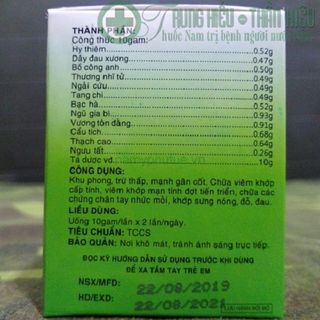 TRUNG HIẾU - THÂN HIẾU
thuốc Nam trị bệnh người nước
THÀNH PHẦN:
Công thức 10gam:
Hy thiêm 0.52g
Dây đau xương 0.47g
Bồ công anh 0.50g
Thương nhĩ tử 0.49g
Ngải cứu 0.49g
Tang chi 0.49g
Bạc hà 0.52g
Ngũ gia bì 0.93g
Vương tôn đằng 0.91g
Cẩu tích 0.68g
Thạch cao 0.64g
Ngưu tất 0.26g
Tá dược vđ 10g
CÔNG DỤNG:
Khu phong, trừ thấp, mạnh gân cốt. Chữa viêm khớp
cấp tính, viêm khớp mạn tính đợt tiến triển, chữa các
chứng chân tay nhức mỏi, khớp sưng nóng, đỏ, đau.
LIỀU DÙNG:
Uống 10gam/lần x 2 lần/ngày.
TIÊU CHUẨN: TCCS
BẢO QUẢN: Nơi khô mát, tránh ánh sáng trực tiếp.
ĐỌC KỸ HƯỚNG DẪN SỬ DỤNG TRƯỚC KHI DÙNG
ĐỂ XA TẦM TAY TRẺ EM
NSX/MFD: 22/08/2019
HD/EXD: 22/08/2021